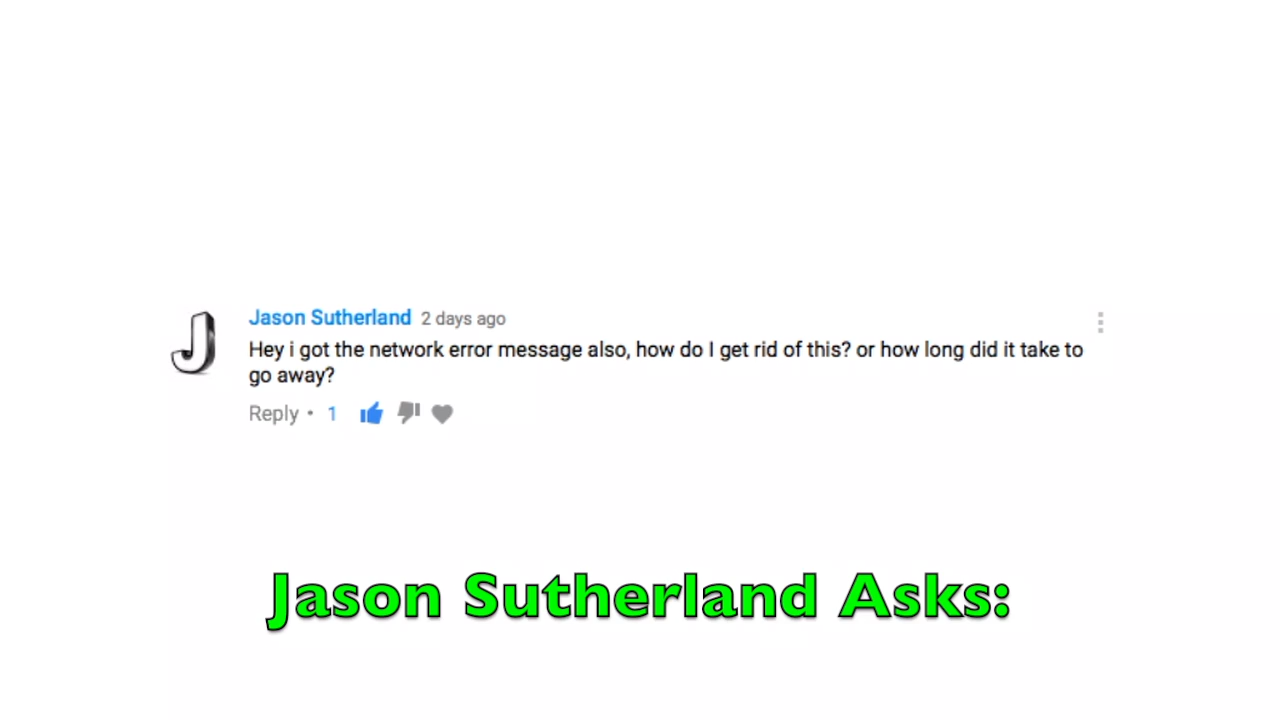 Jason Sutherland 2 days ago
Hey i got the network error message also, how do I get rid of this? or how long did it take to
go away?
Reply • 1
Jason Sutherland Asks: